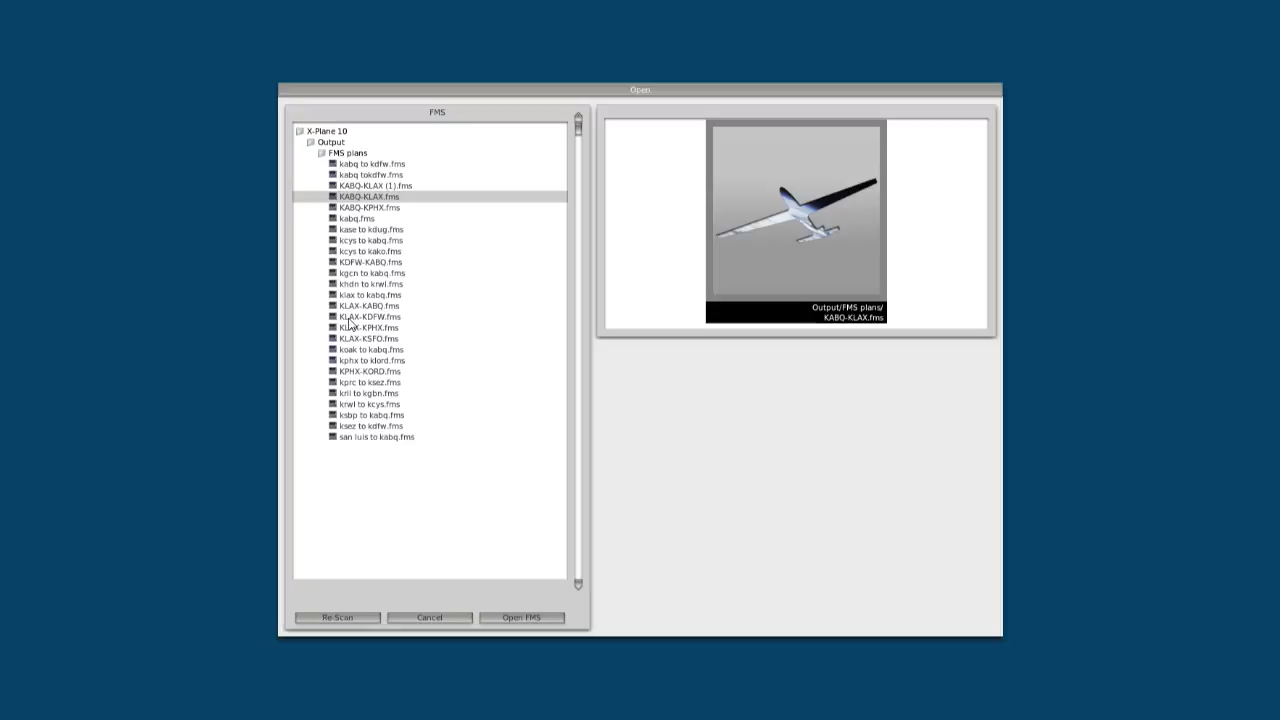 Open
FMS
X-Plane 10
Output
FMS plans
kabq to kdfw.fms
kabq tokdfw.fms
KABQ-KLAX (1).fms
KABQ-KLAX.fms
KABQ-KPHX.fms
kabq.fms
kase to kdug.fms
kcys to kabq.fms
kcys to kako.fms
KDFW-KABQ.fms
kgcn to kabq.fms
khdn to krwl.fms
klax to kabq.fms
KLAX-KABQ.fms
KLAX-KDFW.fms
KLAX-KPHX.fms
KLAX-KSFO.fms
koak to kabq.fms
kphx to klord.fms
KPHX-KORD.fms
kprc to ksez.fms
kril to kgbn.fms
krwl to kcys.fms
ksbp to kabq.fms
ksez to kdfw.fms
san luis to kabq.fms
Re-Scan
Cancel
Open FMS
Output/FMS plans/
KABQ-KLAX.fms